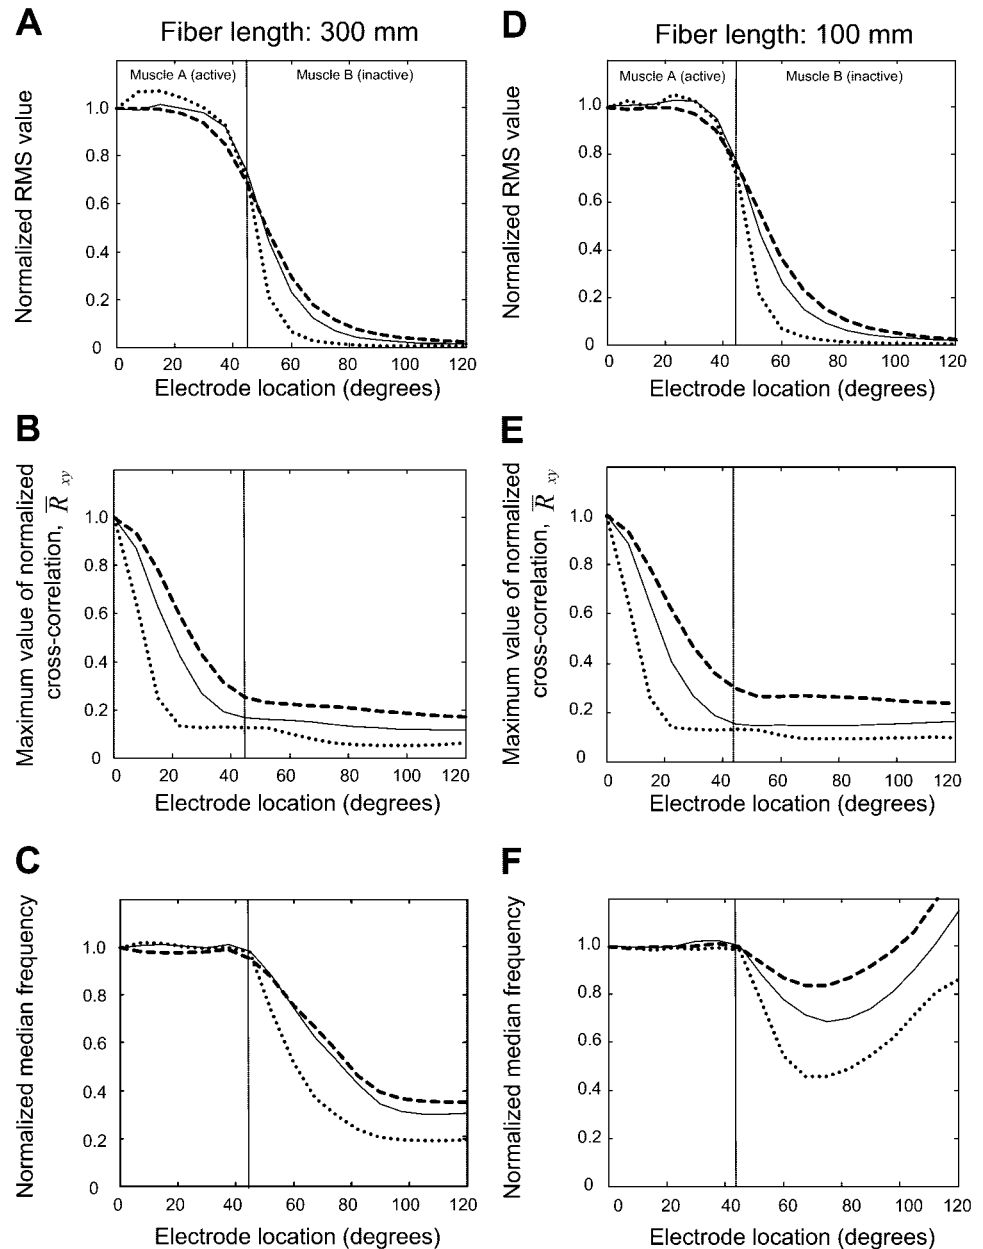 A
Fiber length: 300 mm
Muscle A (active)
Muscle B (inactive)
Normalized RMS value
1.0
0.8
0.6
0.4
0.2
0
0 20 40 60 80 100 120
Electrode location (degrees)
D
Fiber length: 100 mm
Muscle A (active)
Muscle B (inactive)
Normalized RMS value
1.0
0.8
0.6
0.4
0.2
0
0 20 40 60 80 100 120
Electrode location (degrees)
B
Maximum value of normalized
cross-correlation, R̅ xy
1.0
0.8
0.6
0.4
0.2
0
0 20 40 60 80 100 120
Electrode location (degrees)
E
Maximum value of normalized
cross-correlation, R̅ xy
1.0
0.8
0.6
0.4
0.2
0
0 20 40 60 80 100 120
Electrode location (degrees)
C
Normalized median frequency
1.0
0.8
0.6
0.4
0.2
0
0 20 40 60 80 100 120
Electrode location (degrees)
F
Normalized median frequency
1.0
0.8
0.6
0.4
0.2
0
0 20 40 60 80 100 120
Electrode location (degrees)